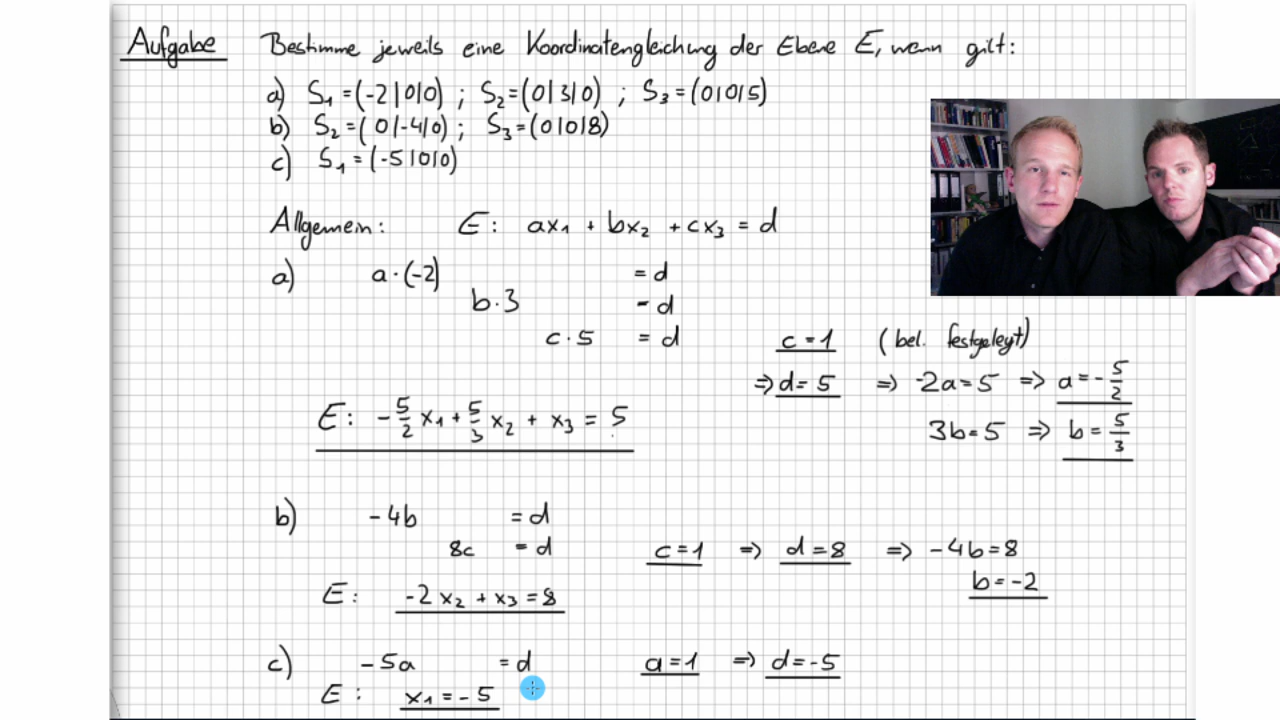 Aufgabe Bestimme jeweils eine Koordinatengleichung der Ebene E, wenn gilt:
a) S₁ = (-2|0|0) ; S₂ = (0|3|0) ; S₃ = (0|0|5)
b) S₂ = (0|-4|0) ; S₃ = (0|0|8)
c) S₁ = (-5|0|0)
Allgemein: E: ax₁ + bx₂ + cx₃ = d
a) a·(-2) = d
b·3 = d
c·5 = d c = 1 (bel. festgelegt)
⇒ d = 5 ⇒ -2a = 5 ⇒ a = -5/2
E: -5/2 x₁ + 5/3 x₂ + x₃ = 5 3b = 5 ⇒ b = 5/3
b) -4b = d
8c = d c = 1 ⇒ d = 8 ⇒ -4b = 8
E: -2x₂ + x₃ = 8 b = -2
c) -5a = d a = 1 ⇒ d = -5
E: x₁ = -5